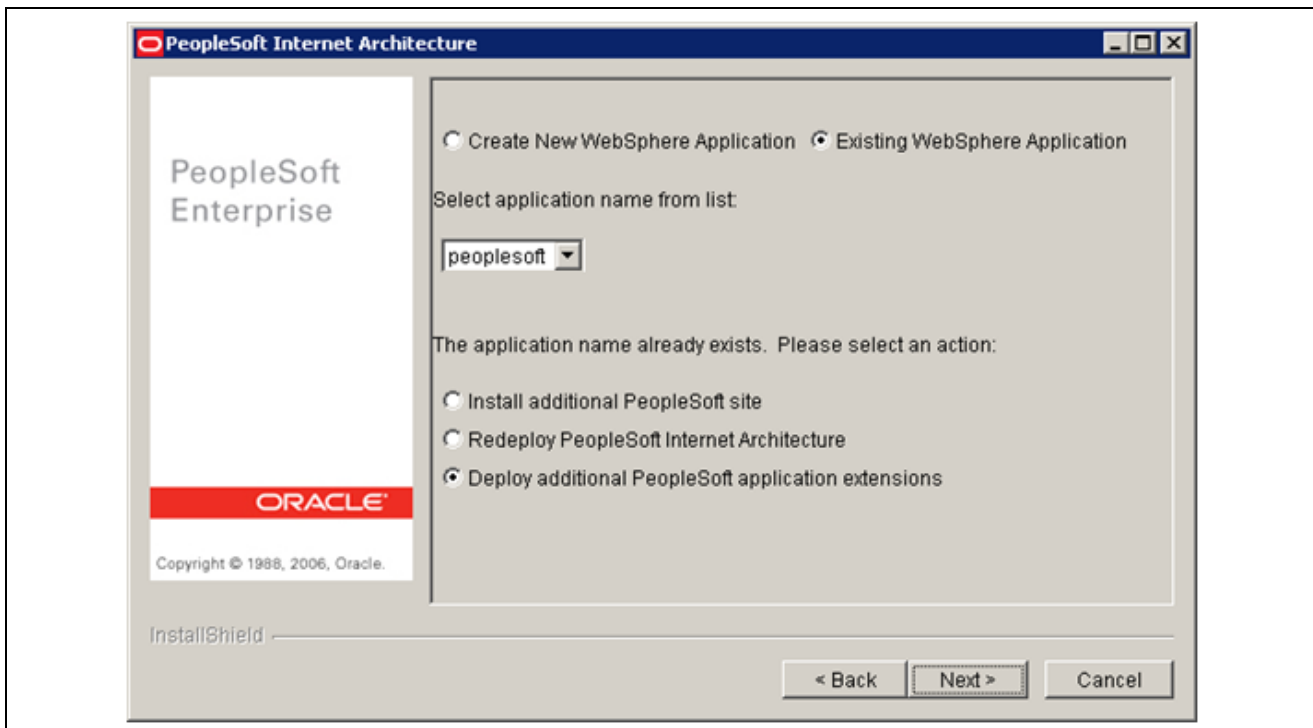 PeopleSoft Internet Architecture
PeopleSoft
Enterprise
ORACLE
Copyright © 1988, 2006, Oracle.
Create New WebSphere Application Existing WebSphere Application
Select application name from list:
peoplesoft
The application name already exists. Please select an action:
Install additional PeopleSoft site
Redeploy PeopleSoft Internet Architecture
Deploy additional PeopleSoft application extensions
InstallShield
< Back Next > Cancel